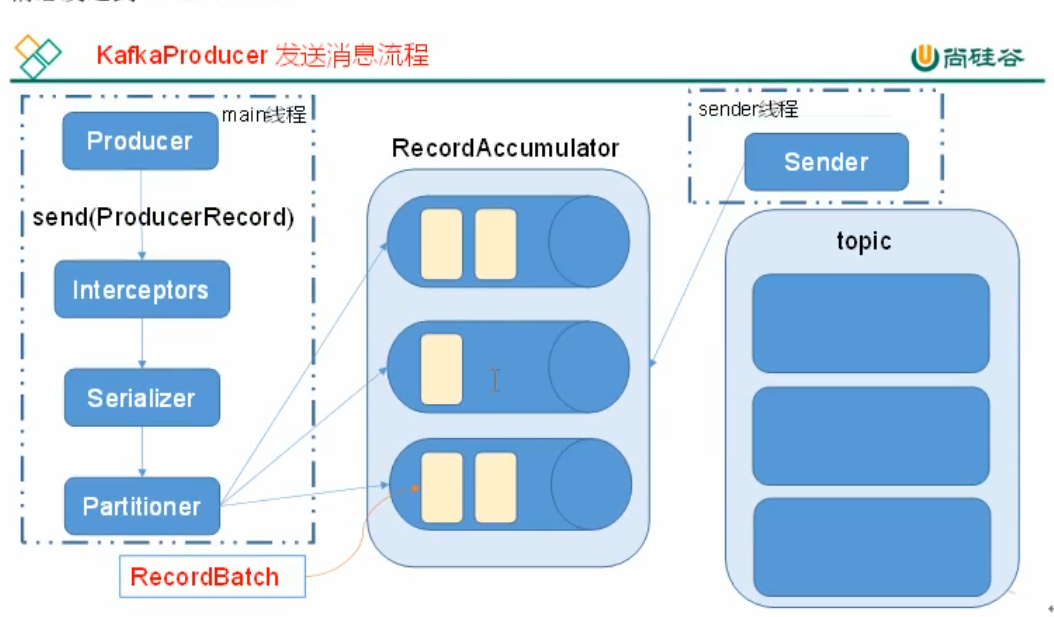 KafkaProducer 发送消息流程
尚硅谷
main线程
Producer
send(ProducerRecord)
Interceptors
Serializer
Partitioner
RecordBatch
RecordAccumulator
sender线程
Sender
topic